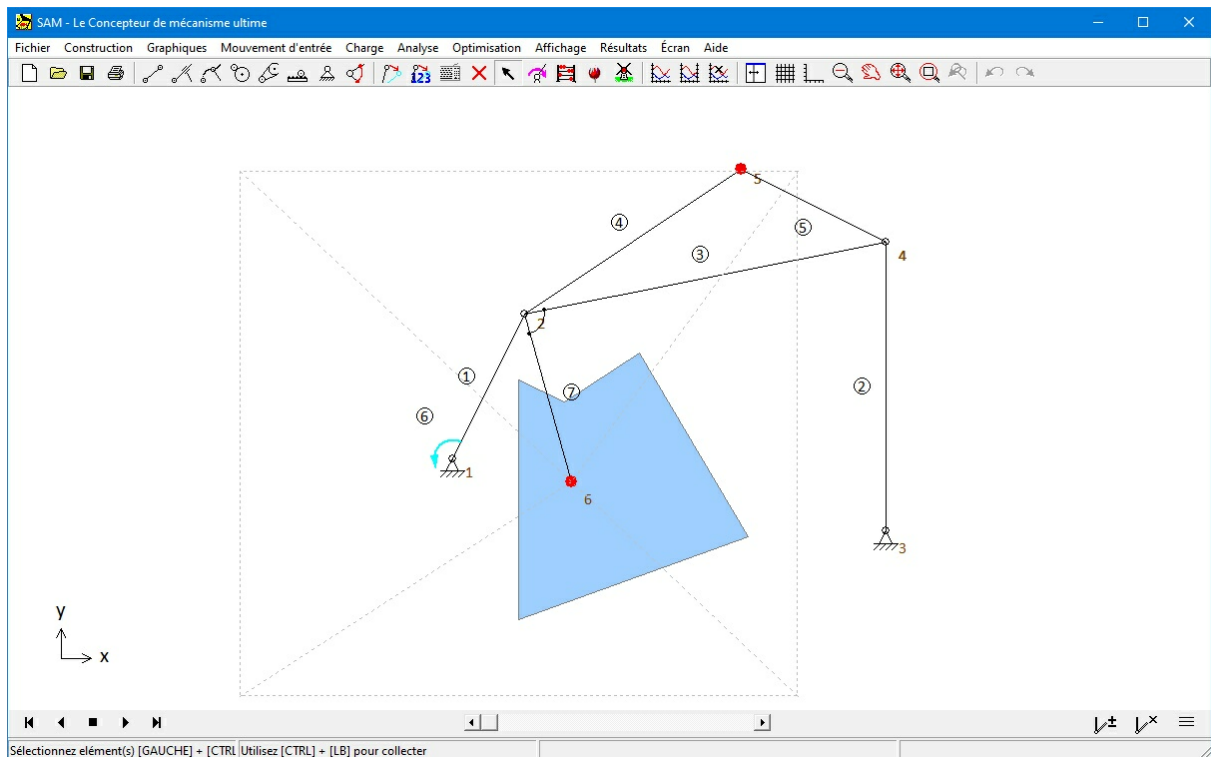 SAM - Le Concepteur de mécanisme ultime
Fichier Construction Graphiques Mouvement d'entrée Charge Analyse Optimisation Affichage Résultats Écran Aide
123
5
④
⑤
③
4
2
①
⑦
②
⑥
1
6
3
y
x
Sélectionnez elément(s) [GAUCHE] + [CTRL Utilisez [CTRL] + [LB] pour collecter